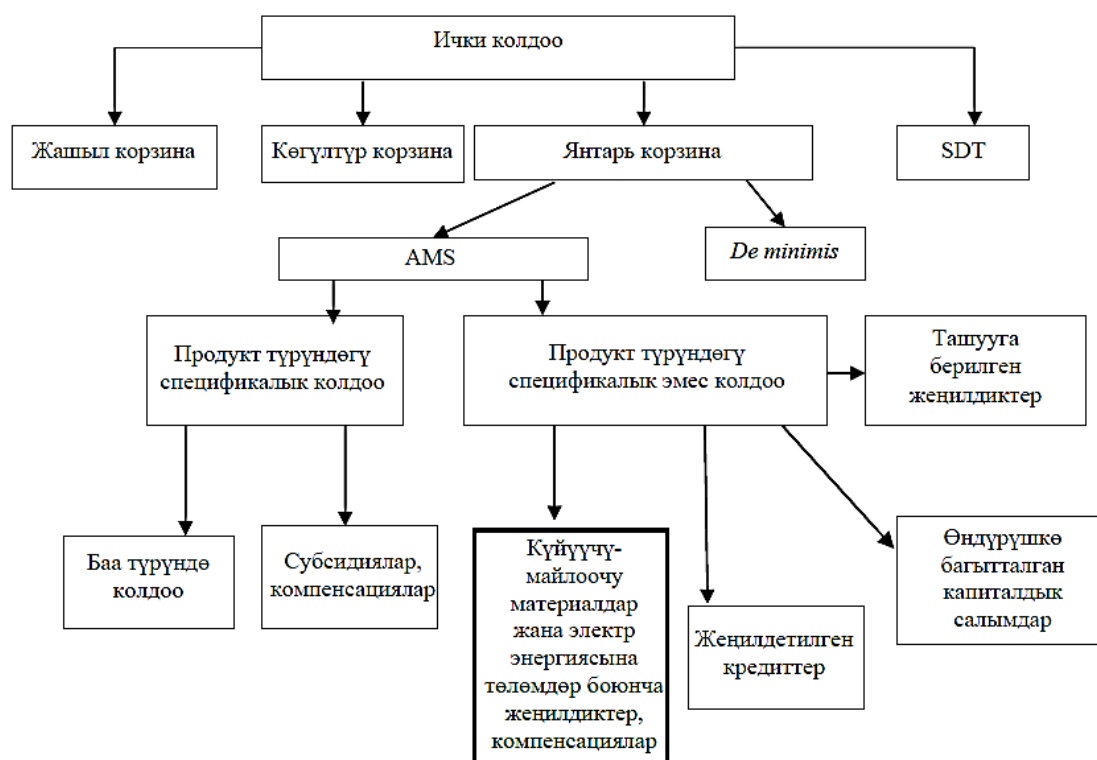 Ички колдоо
Жашыл корзина
Көгүлтүр корзина
Янтарь корзина
SDT
AMS
De minimis
Продукт түрүндөгү
спецификалык колдоо
Продукт түрүндөгү
спецификалык эмес колдоо
Ташууга
берилген
жеңилдиктер
Баа түрүндө
колдоо
Субсидиялар,
компенсациялар
Күйүүчү-
майлоочу
материалдар
жана электр
энергиясына
төлөмдөр боюнча
жеңилдиктер,
компенсациялар
Жеңилдетилген
кредиттер
Өндүрүшкө
багытталган
капиталдык
салымдар